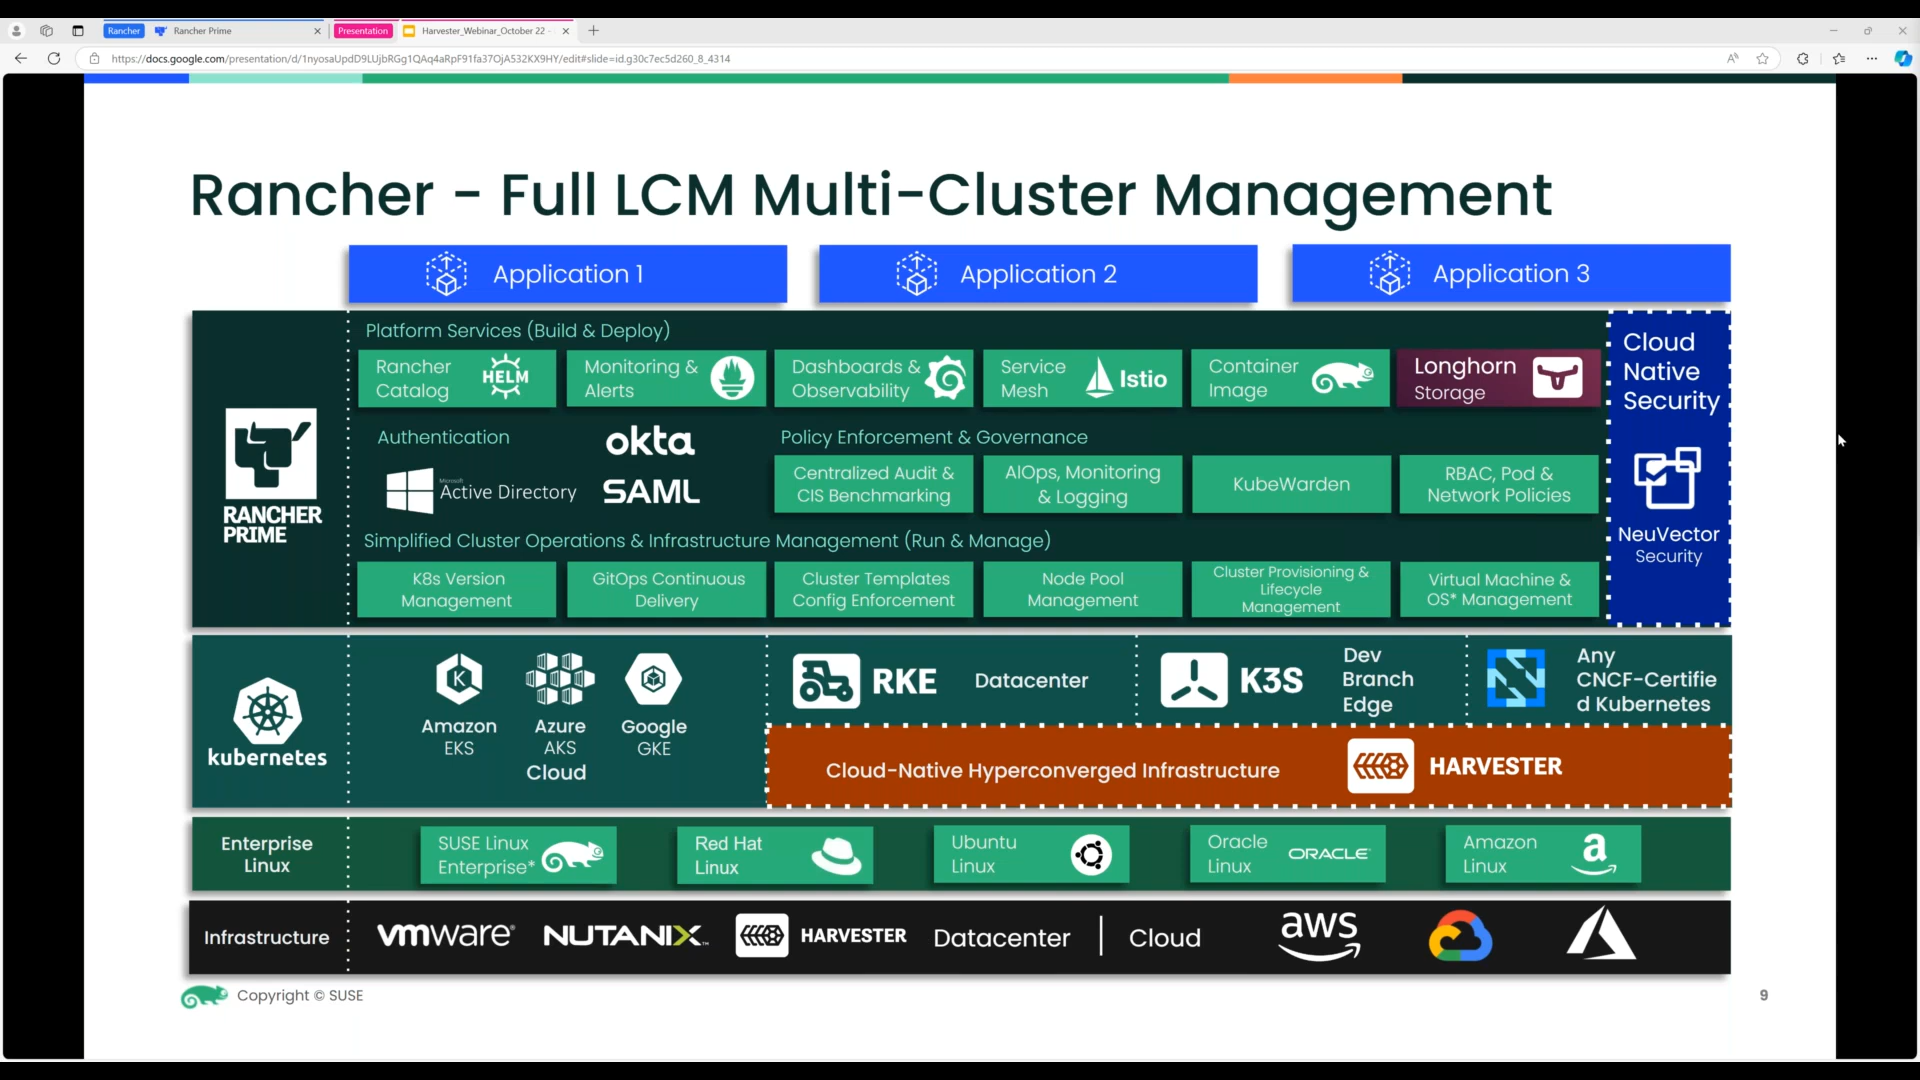 Rancher
Rancher Prime
Presentation
Harvester_Webinar_October 22 -
https://docs.google.com/presentation/d/1nyosaUpdD9LUjbRGg1QAq4aRpF91fa37OjA532KX9HY/edit#slide=id.g30c7ec5d260_8_4314
Rancher - Full LCM Multi-Cluster Management
Application 1
Application 2
Application 3
Platform Services (Build & Deploy)
Rancher
Catalog
HELM
Monitoring &
Alerts
Dashboards &
Observability
Service
Mesh
Istio
Container
Image
Longhorn
Storage
Cloud
Native
Security
NeuVector
Security
RANCHER
PRIME
Authentication
okta
Microsoft
Active Directory
SAML
Policy Enforcement & Governance
Centralized Audit &
CIS Benchmarking
AIOps, Monitoring
& Logging
KubeWarden
RBAC, Pod &
Network Policies
Simplified Cluster Operations & Infrastructure Management (Run & Manage)
K8s Version
Management
GitOps Continuous
Delivery
Cluster Templates
Config Enforcement
Node Pool
Management
Cluster Provisioning &
Lifecycle
Management
Virtual Machine &
OS* Management
kubernetes
K
Amazon
EKS
Azure
AKS
Google
GKE
Cloud
RKE
Datacenter
K3S
Dev
Branch
Edge
Any
CNCF-Certifie
d Kubernetes
Cloud-Native Hyperconverged Infrastructure
HARVESTER
Enterprise
Linux
SUSE Linux
Enterprise*
Red Hat
Linux
Ubuntu
Linux
Oracle
Linux
ORACLE
Amazon
Linux
a
Infrastructure
vmware
NUTANIX
HARVESTER
Datacenter
Cloud
aws
Copyright © SUSE
9